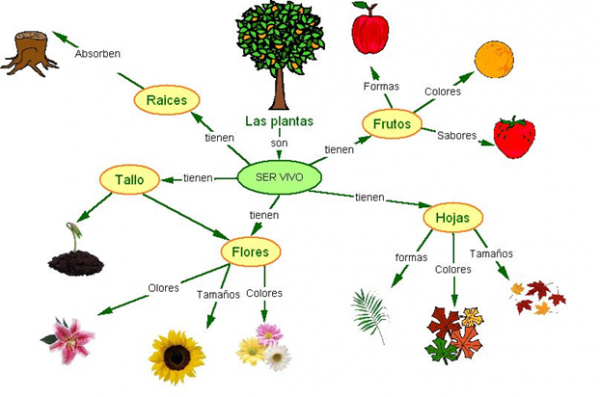 Absorben
Raices
Las plantas
son
SER VIVO
tienen
Formas
Colores
Frutos
Sabores
tienen
tienen
Tallo
tienen
Hojas
tienen
Flores
formas
Colores
Tamaños
Olores
Tamaños
Colores